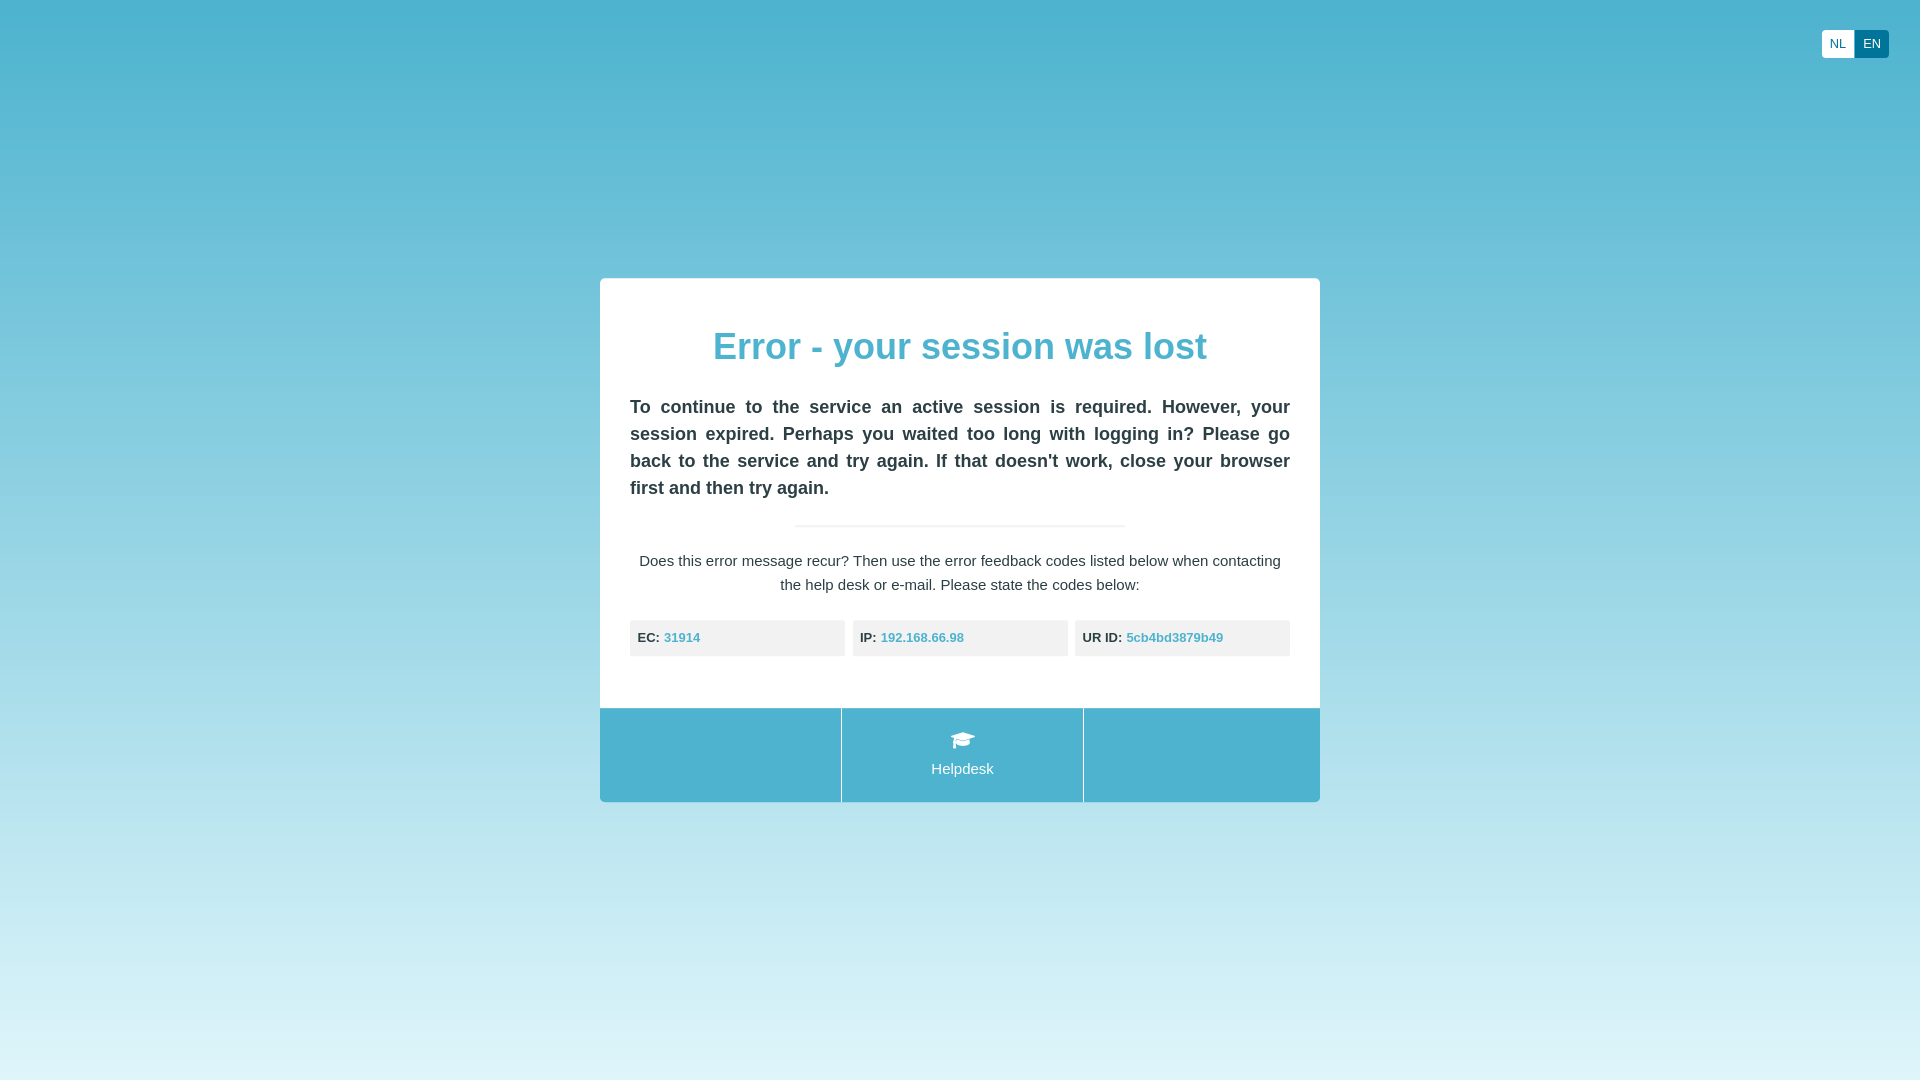 NL EN
Error - your session was lost
To continue to the service an active session is required. However, your
session expired. Perhaps you waited too long with logging in? Please go
back to the service and try again. If that doesn't work, close your browser
first and then try again.
Does this error message recur? Then use the error feedback codes listed below when contacting
the help desk or e-mail. Please state the codes below:
EC: 31914 IP: 192.168.66.98 UR ID: 5cb4bd3879b49
Helpdesk